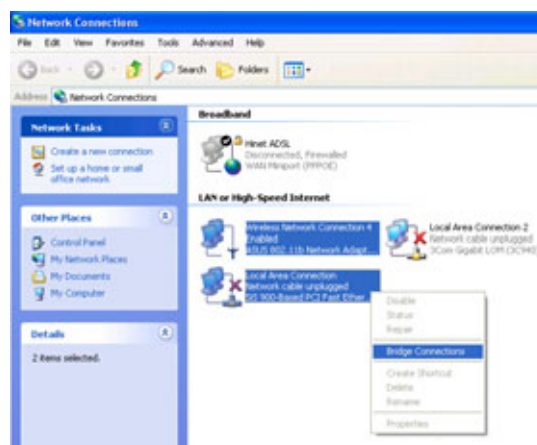 Network Connections
File Edit View Favorites Tools Advanced Help
Back Search Folders
Address Network Connections
Network Tasks
Create a new connection
Set up a home or small
office network
Other Places
Control Panel
My Network Places
My Documents
My Computer
Details
2 items selected.
Broadband
Hinet ADSL
Disconnected, Firewalled
WAN Miniport (PPPOE)
LAN or High-Speed Internet
Wireless Network Connection 4
Enabled
ASUS 802.11b Network Adapt...
Local Area Connection 2
Network cable unplugged
3Com Gigabit LOM
Local Area Connection
Network cable unplugged
SiS 900-Based PCI Fast Ether...
Disable
Status
Repair
Bridge Connections
Create Shortcut
Delete
Rename
Properties